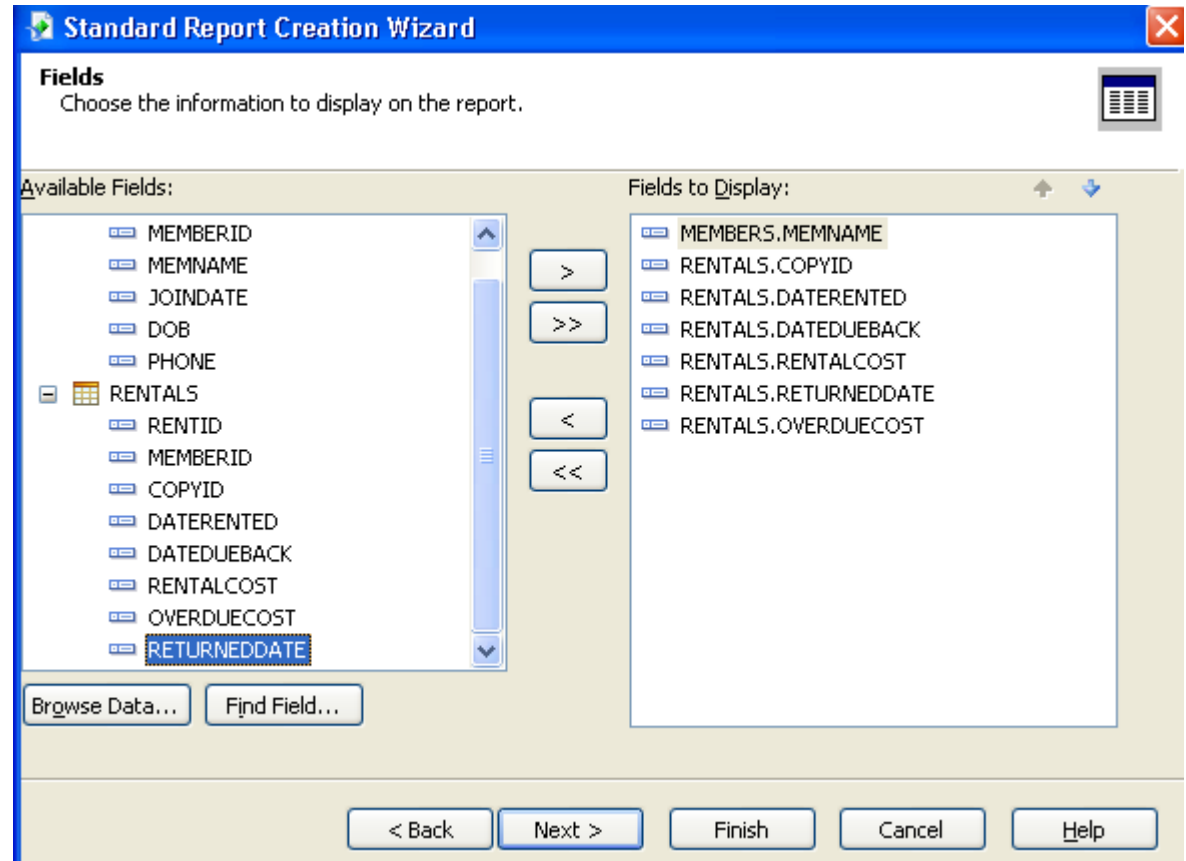 Standard Report Creation Wizard
Fields
Choose the information to display on the report.
Available Fields:
MEMBERID
MEMNAME
JOINDATE
DOB
PHONE
RENTALS
RENTID
MEMBERID
COPYID
DATERENTED
DATEDUEBACK
RENTALCOST
OVERDUECOST
RETURNEDDATE
Browse Data...
Find Field...
>
>>
<
<<
Fields to Display:
MEMBERS.MEMNAME
RENTALS.COPYID
RENTALS.DATERENTED
RENTALS.DATEDUEBACK
RENTALS.RENTALCOST
RENTALS.RETURNEDDATE
RENTALS.OVERDUECOST
< Back
Next >
Finish
Cancel
Help